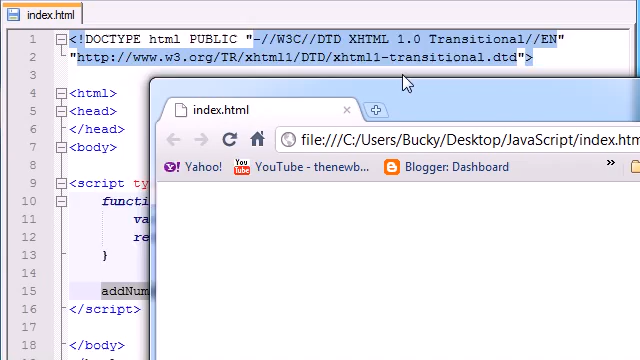 index.html
1 <!DOCTYPE html PUBLIC "-//W3C//DTD XHTML 1.0 Transitional//EN"
2 "http://www.w3.org/TR/xhtml1/DTD/xhtml1-transitional.dtd">
3
4 <html>
5 <head>
6 </head>
7 <body>
8
9 <script ty
10 functi
11 va
12 re
13 }
14
15 addNum
16 </script>
17
18 </body>
index.html
file:///C:/Users/Bucky/Desktop/JavaScript/index.htm
Yahoo!
YouTube - thenewb...
Blogger: Dashboard
»